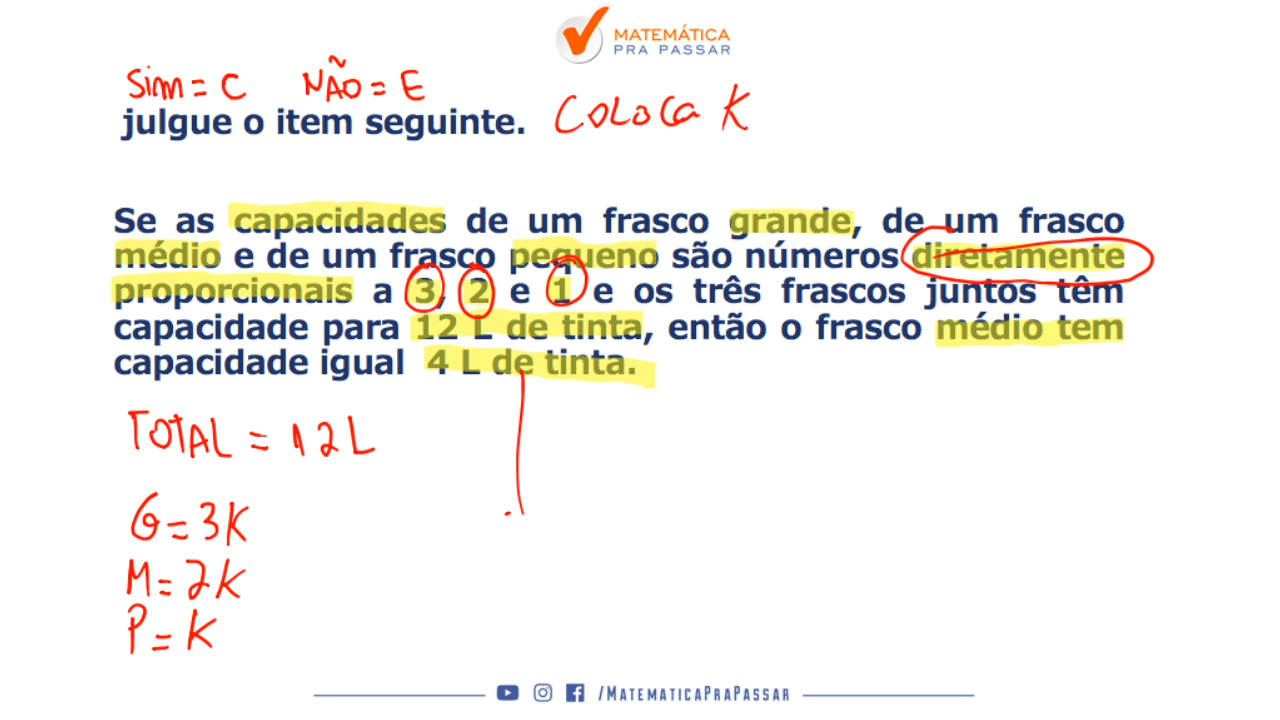 MATEMÁTICA
PRA PASSAR
Sim = C NÃO = E
julgue o item seguinte. COLOCA K
Se as capacidades de um frasco grande, de um frasco
médio e de um frasco pequeno são números diretamente
proporcionais a 3, 2 e 1 e os três frascos juntos têm
capacidade para 12 L de tinta, então o frasco médio tem
capacidade igual 4 L de tinta.
TOTAL = 12L
G = 3K
M = 2K
P = K
/MATEMATICAPRAPASSAR